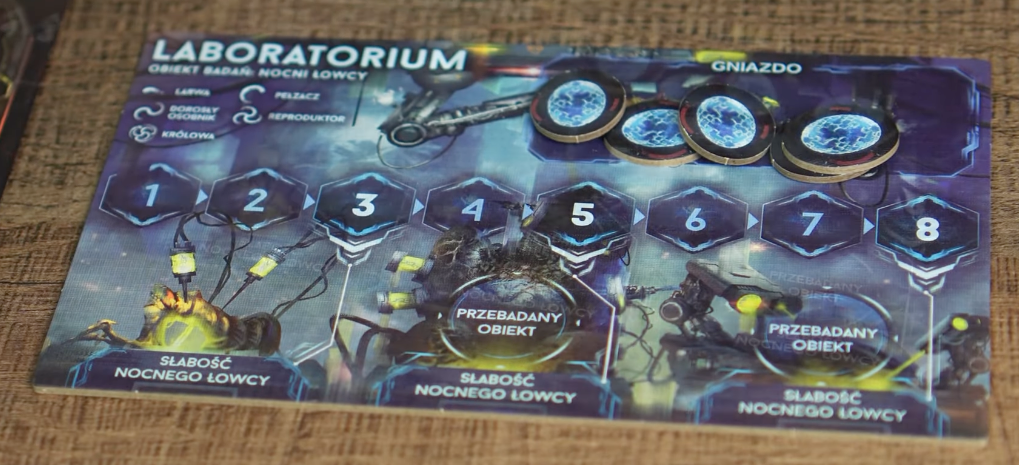 LABORATORIUM
OBIEKT BADAŃ: NOCNI ŁOWCY
LARWA
PEŁZACZ
DOROSŁY
OSOBNIK
REPRODUKTOR
KRÓLOWA
GNIAZDO
1 2 3 4 5 6 7 8
PRZEBADANY
OBIEKT
PRZEBADANY
OBIEKT
SŁABOŚĆ
NOCNEGO ŁOWCY
SŁABOŚĆ
NOCNEGO ŁOWCY
SŁABOŚĆ
NOCNEGO ŁOWCY